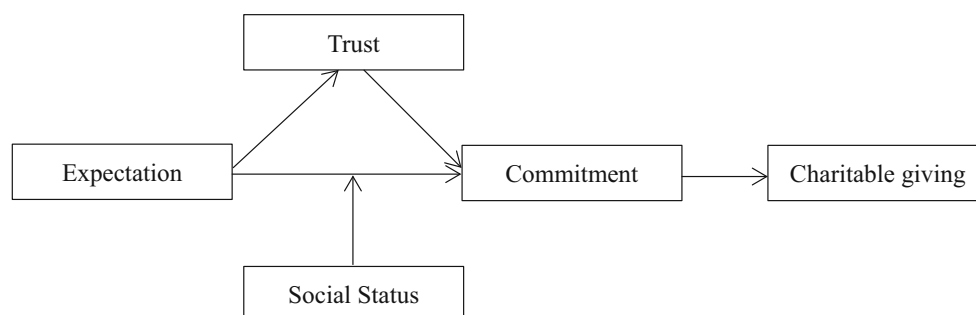 Trust
Expectation
Commitment
Charitable giving
Social Status